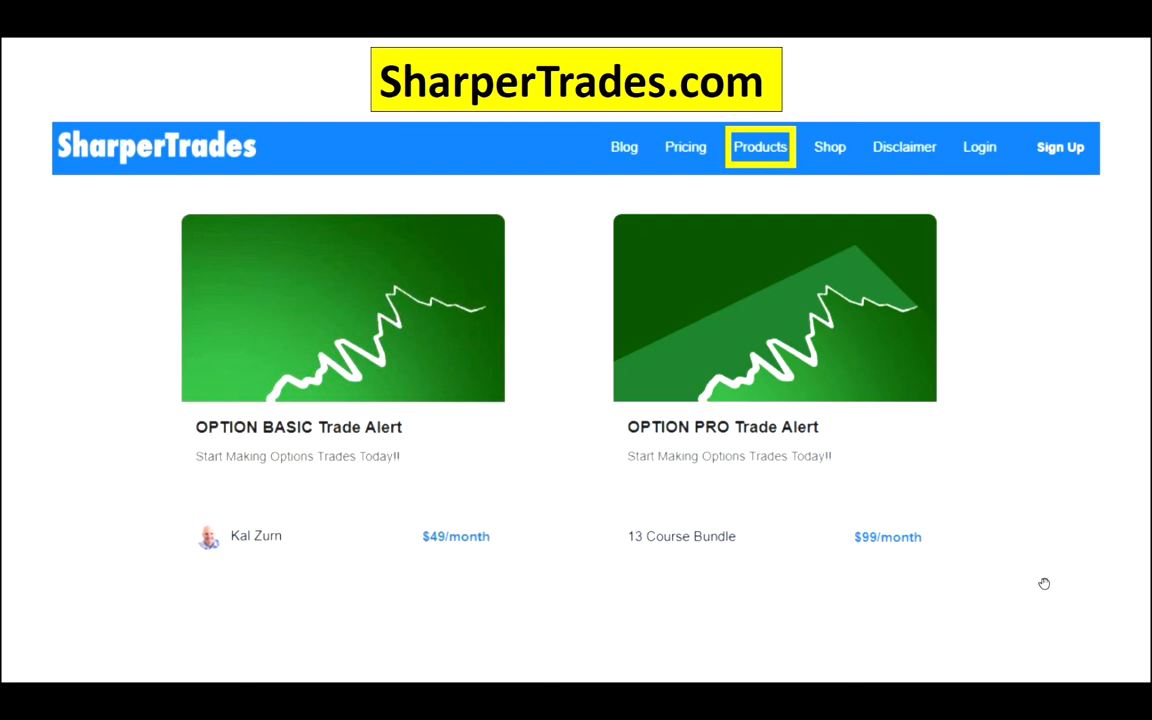 SharperTrades.com
SharperTrades Blog Pricing Products Shop Disclaimer Login Sign Up
OPTION BASIC Trade Alert
Start Making Options Trades Today!!
Kal Zurn $49/month
OPTION PRO Trade Alert
Start Making Options Trades Today!!
13 Course Bundle $99/month